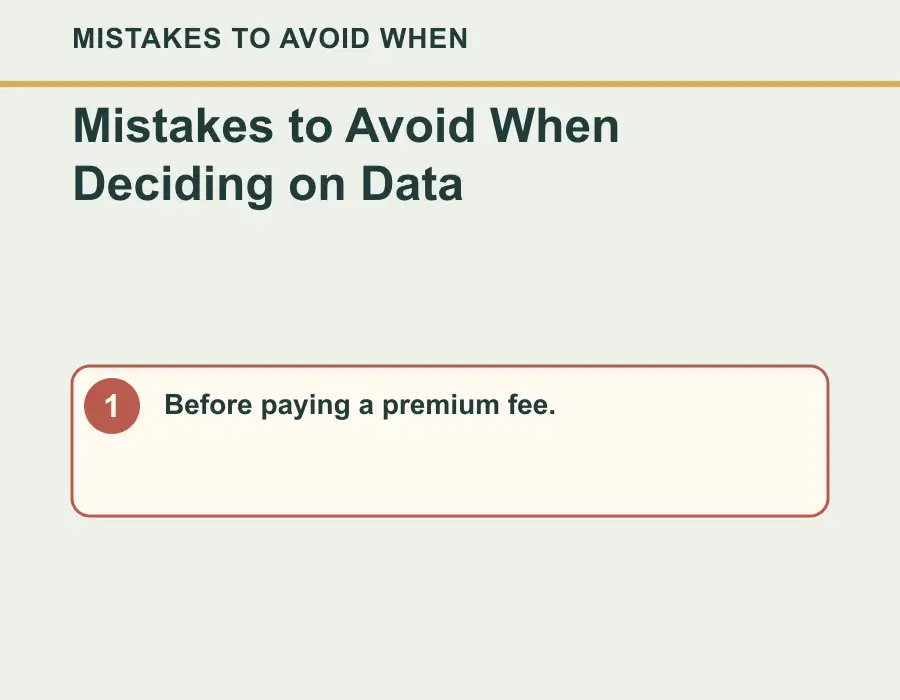 MISTAKES TO AVOID WHEN
Mistakes to Avoid When
Deciding on Data
1 Before paying a premium fee.